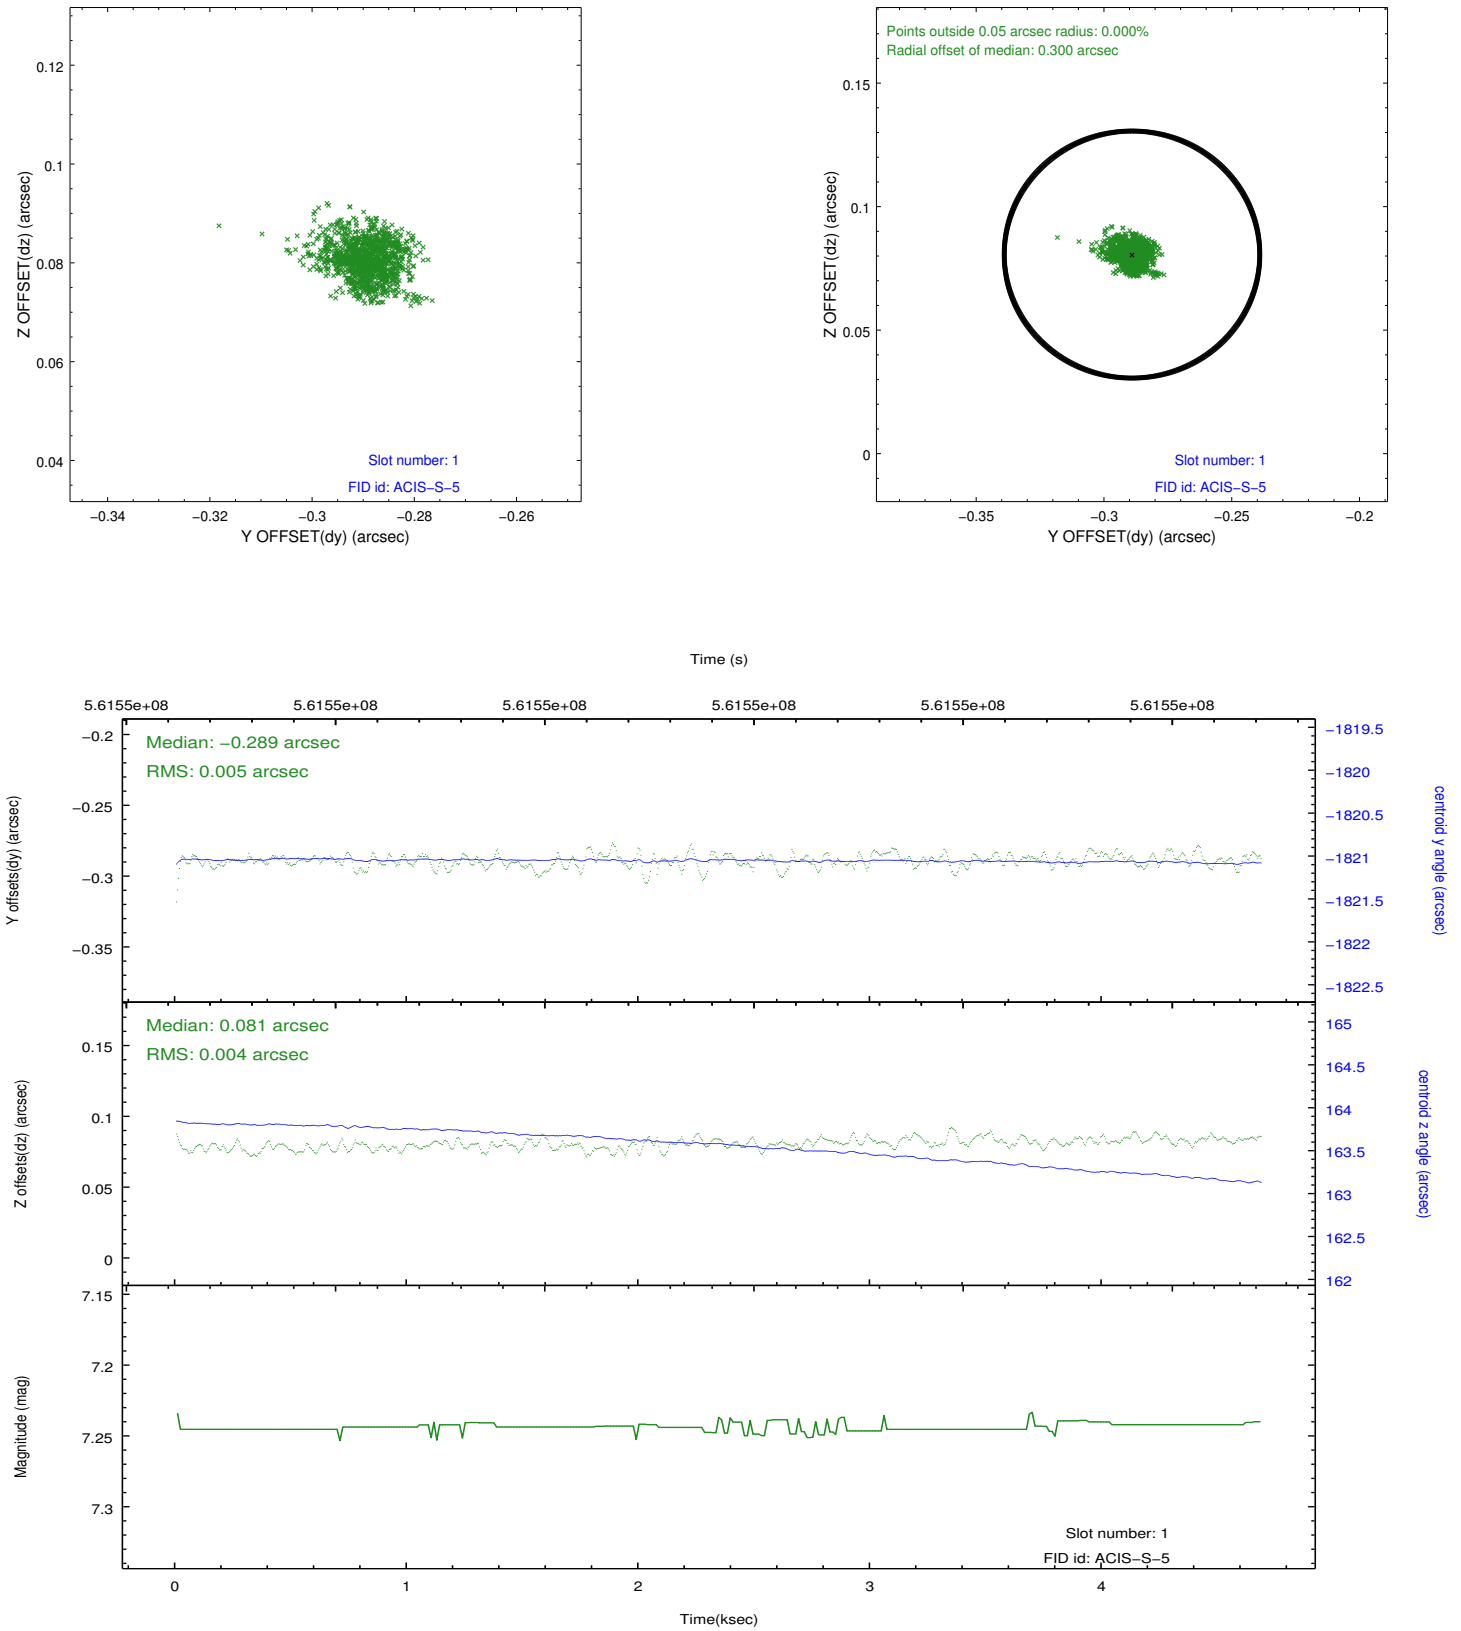 0.12
0.1
0.08
0.06
0.04
Z OFFSET(dz) (arcsec)
Slot number: 1
FID id: ACIS−S−5
−0.34 −0.32 −0.3 −0.28 −0.26
Y OFFSET(dy) (arcsec)
Points outside 0.05 arcsec radius: 0.000%
Radial offset of median: 0.300 arcsec
0.15
0.1
0.05
0
Z OFFSET(dz) (arcsec)
Slot number: 1
FID id: ACIS−S−5
−0.35 −0.3 −0.25 −0.2
Y OFFSET(dy) (arcsec)
Time (s)
5.6155e+08 5.6155e+08 5.6155e+08 5.6155e+08 5.6155e+08 5.6155e+08
Median: −0.289 arcsec
RMS: 0.005 arcsec
−0.2
−0.25
−0.3
−0.35
Y offsets(dy) (arcsec)
−1819.5
−1820
−1820.5
−1821
−1821.5
−1822
−1822.5
centroid y angle (arcsec)
Median: 0.081 arcsec
RMS: 0.004 arcsec
0.15
0.1
0.05
0
Z offsets(dz) (arcsec)
165
164.5
164
163.5
163
162.5
162
centroid z angle (arcsec)
7.15
7.2
7.25
7.3
Magnitude (mag)
Slot number: 1
FID id: ACIS−S−5
0 1 2 3 4
Time(ksec)